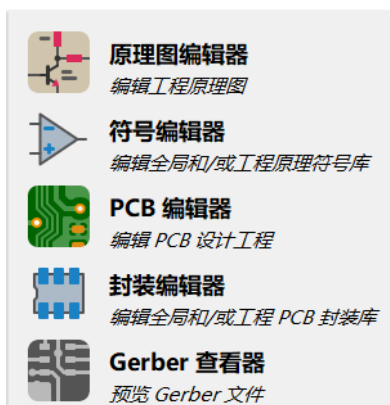 原理图编辑器
编辑工程原理图
符号编辑器
编辑全局和/或工程原理符号库
PCB 编辑器
编辑 PCB 设计工程
封装编辑器
编辑全局和/或工程 PCB 封装库
Gerber 查看器
预览 Gerber 文件